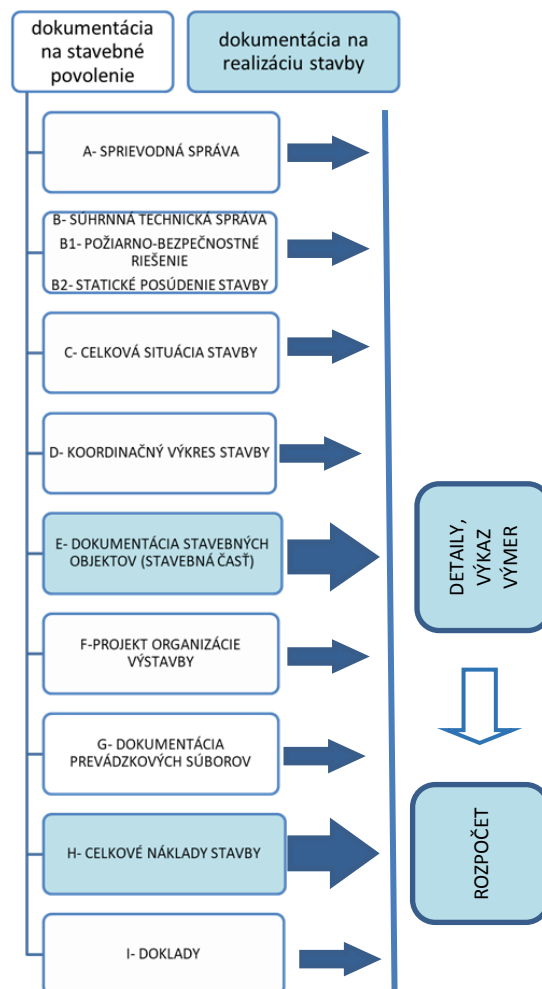 dokumentácia
na stavebné
povolenie
dokumentácia na
realizáciu stavby
A- SPRIEVODNÁ SPRÁVA
B- SÚHRNNÁ TECHNICKÁ SPRÁVA
B1- POŽIARNO-BEZPEČNOSTNÉ
RIEŠENIE
B2- STATICKÉ POSÚDENIE STAVBY
C- CELKOVÁ SITUÁCIA STAVBY
D- KOORDINAČNÝ VÝKRES STAVBY
E- DOKUMENTÁCIA STAVEBNÝCH
OBJEKTOV (STAVEBNÁ ČASŤ)
DETAILY,
VÝKAZ
VÝMER
F-PROJEKT ORGANIZÁCIE
VÝSTAVBY
G- DOKUMENTÁCIA
PREVÁDZKOVÝCH SÚBOROV
H- CELKOVÉ NÁKLADY STAVBY
ROZPOČET
I- DOKLADY